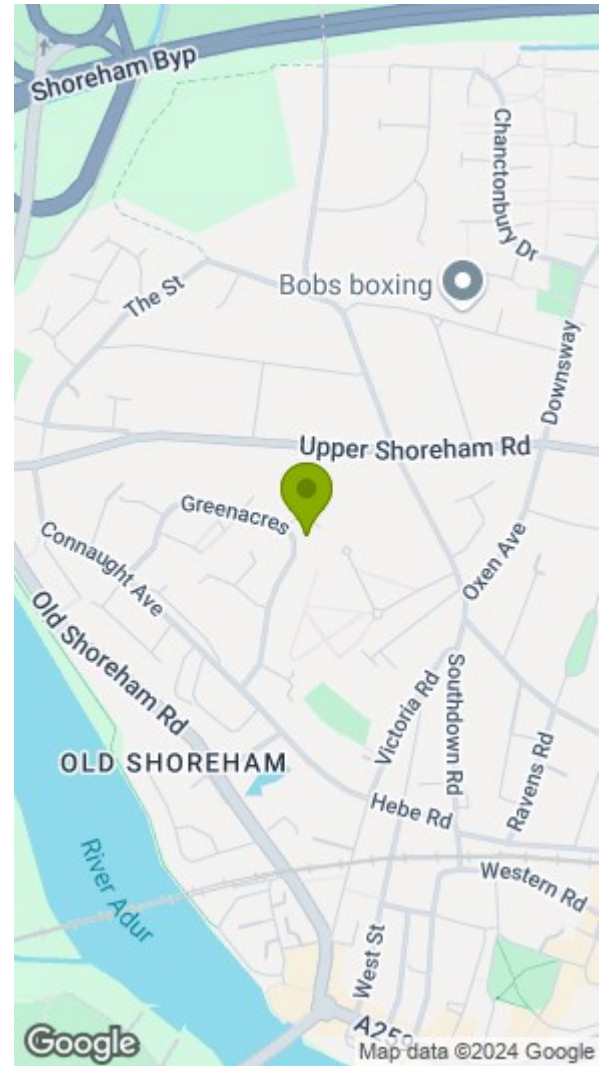 Shoreham Byp
Chanctonbury Dr
The St
Bobs boxing
Downsway
Upper Shoreham Rd
Greenacres
Connaught Ave
Oxen Ave
Old Shoreham Rd
Southdown Rd
Victoria Rd
OLD SHOREHAM
Ravens Rd
Hebe Rd
River Adur
Western Rd
West St
Google
Map data ©2024 Google